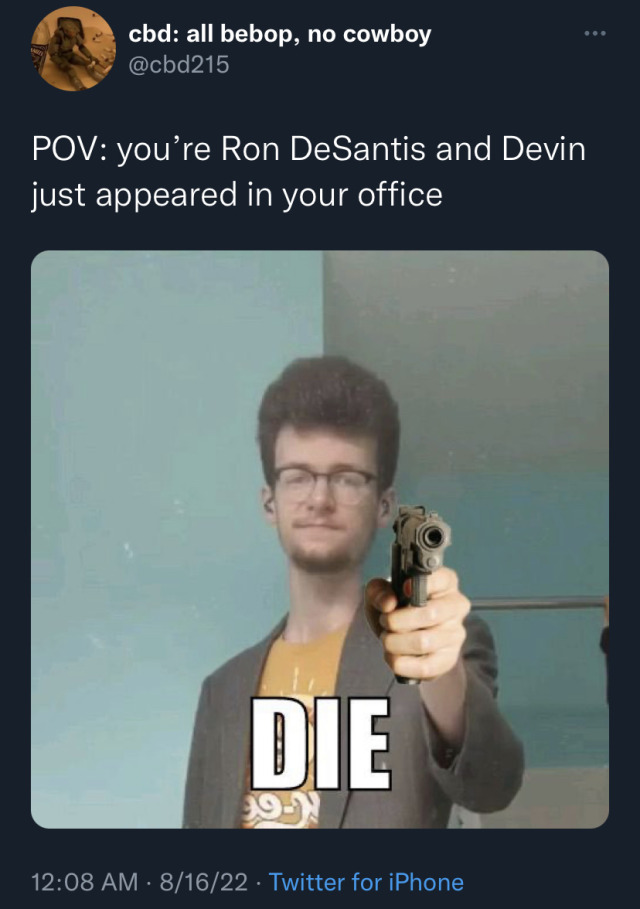 cbd: all bebop, no cowboy
@cbd215
POV: you’re Ron DeSantis and Devin
just appeared in your office
DIE
12:08 AM · 8/16/22 · Twitter for iPhone